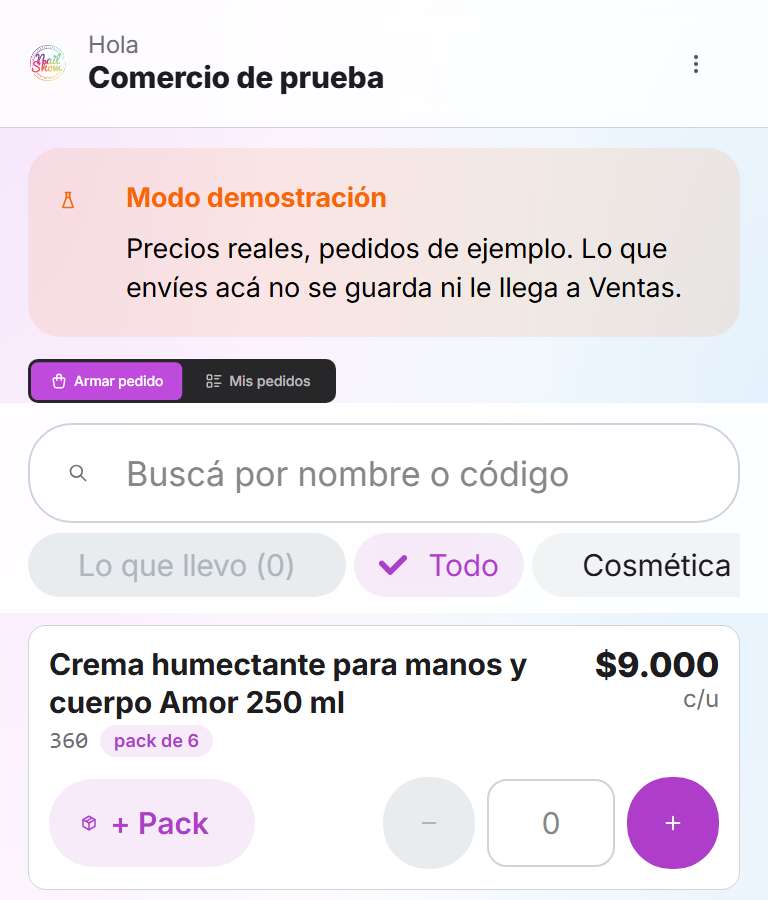 Nail
Show
Hola
Comercio de prueba
Modo demostración
Precios reales, pedidos de ejemplo. Lo que
envíes acá no se guarda ni le llega a Ventas.
Armar pedido
Mis pedidos
Buscá por nombre o código
Lo que llevo (0)
Todo
Cosmética
Crema humectante para manos y
cuerpo Amor 250 ml
$9.000
c/u
360
pack de 6
+ Pack
−
0
+